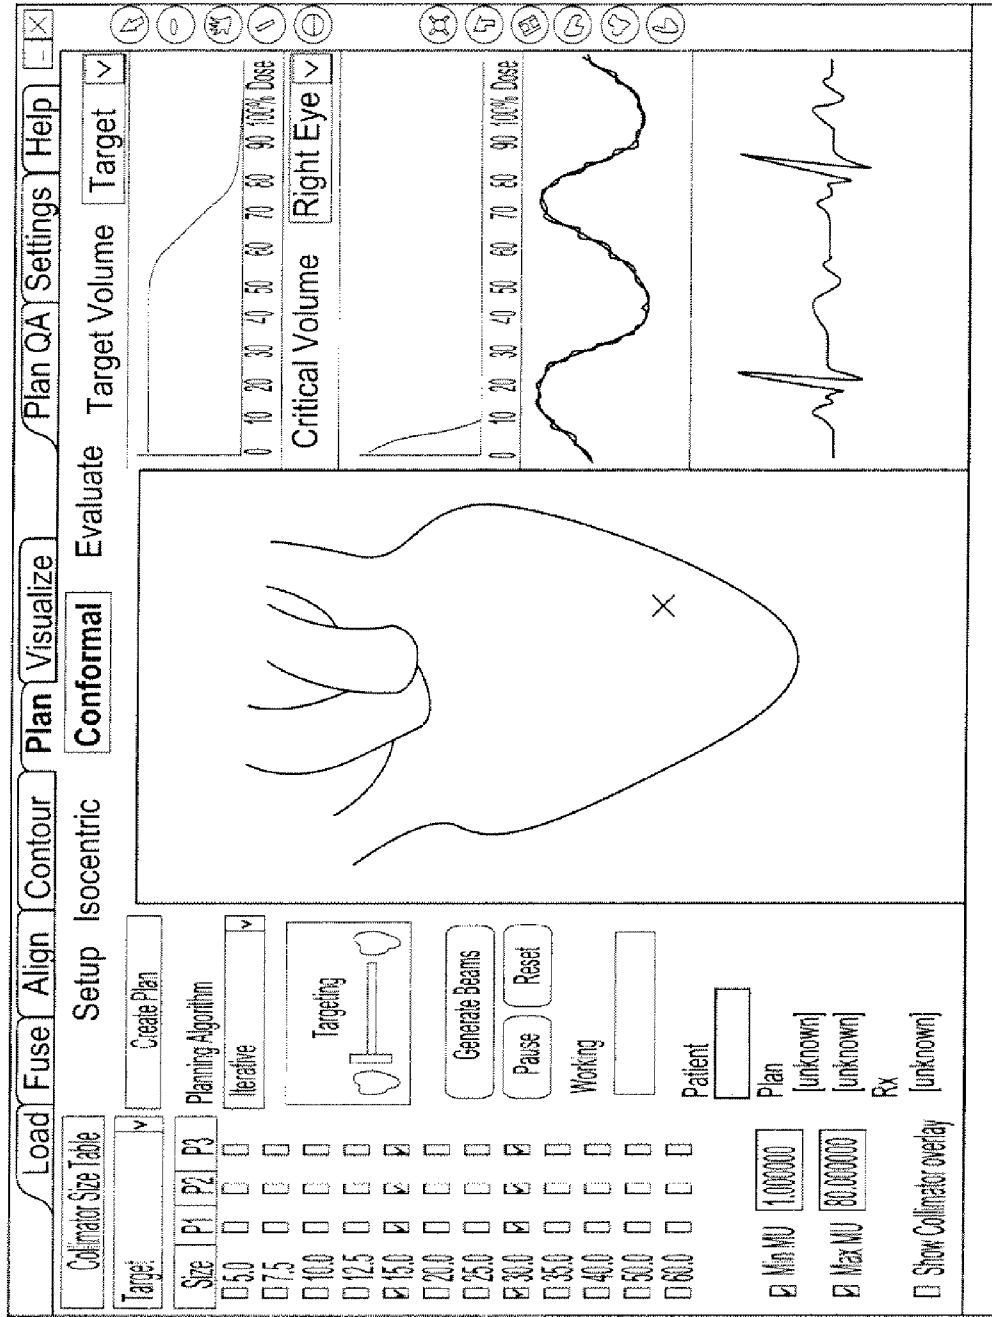 Load Fuse Align Contour Plan Visualize Plan QA Settings Help
Setup Isocentric Conformal Evaluate
Collimator Size Table
Target
Size P1 P2 P3
5.0
7.5
10.0
12.5
15.0
20.0
25.0
30.0
35.0
40.0
50.0
60.0
Min MU 1.000000
Max MU 80.000000
Show Collimator overlay
Create Plan
Planning Algorithm
Iterative
Targeting
Generate Beams
Pause Reset
Working
Patient
Plan
[unknown]
[unknown]
Rx
[unknown]
Target Volume Target
0 10 20 30 40 50 60 70 80 90 100% Dose
Critical Volume Right Eye
0 10 20 30 40 50 60 70 80 90 100% Dose